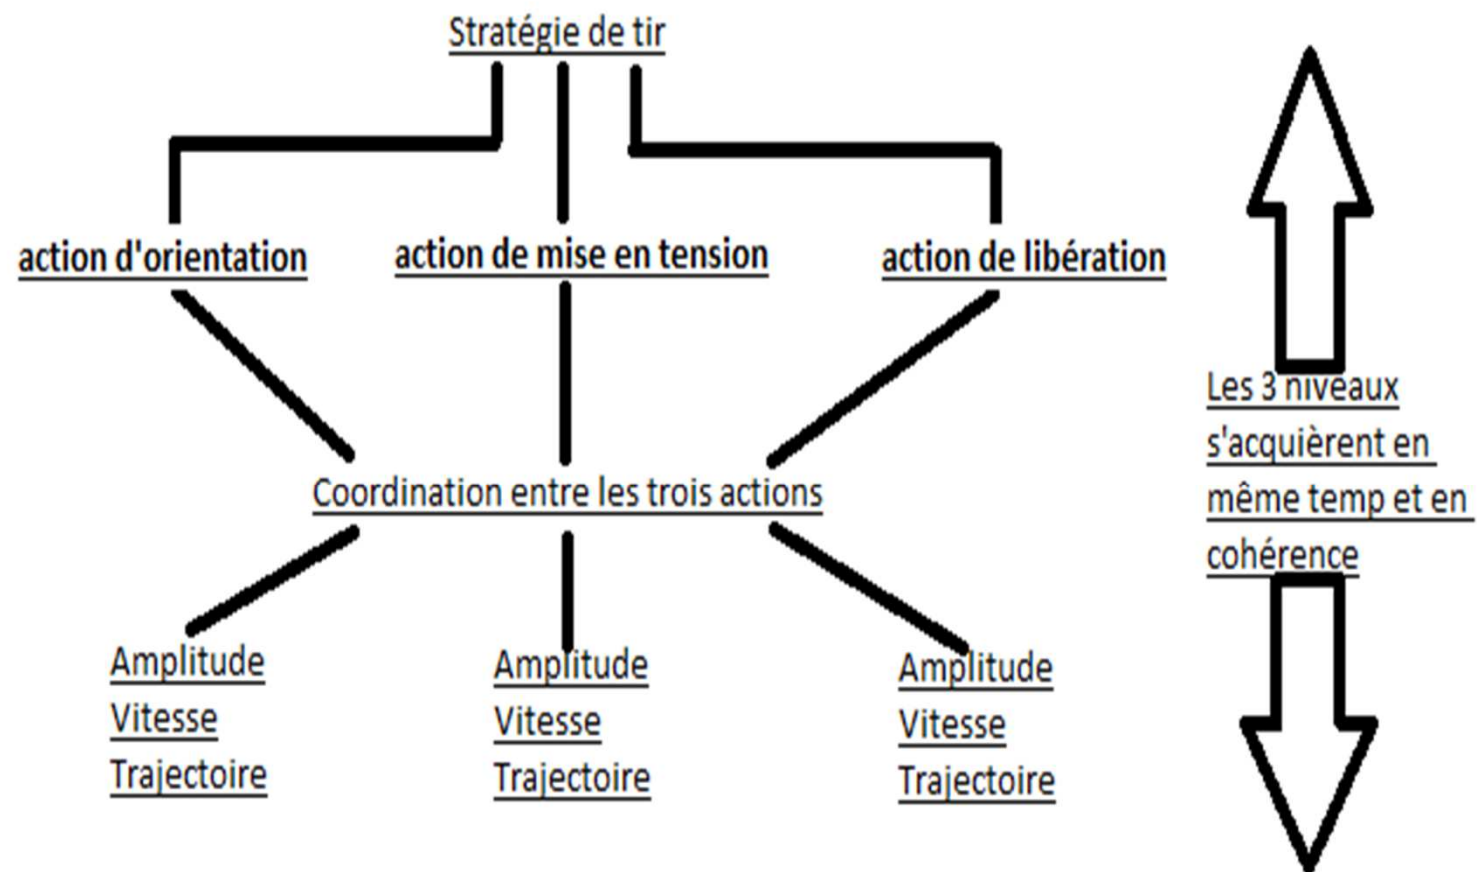 Stratégie de tir
action d'orientation
action de mise en tension
action de libération
Les 3 niveaux
s'acquièrent en
même temp et en
cohérence
Coordination entre les trois actions
Amplitude
Vitesse
Trajectoire
Amplitude
Vitesse
Trajectoire
Amplitude
Vitesse
Trajectoire